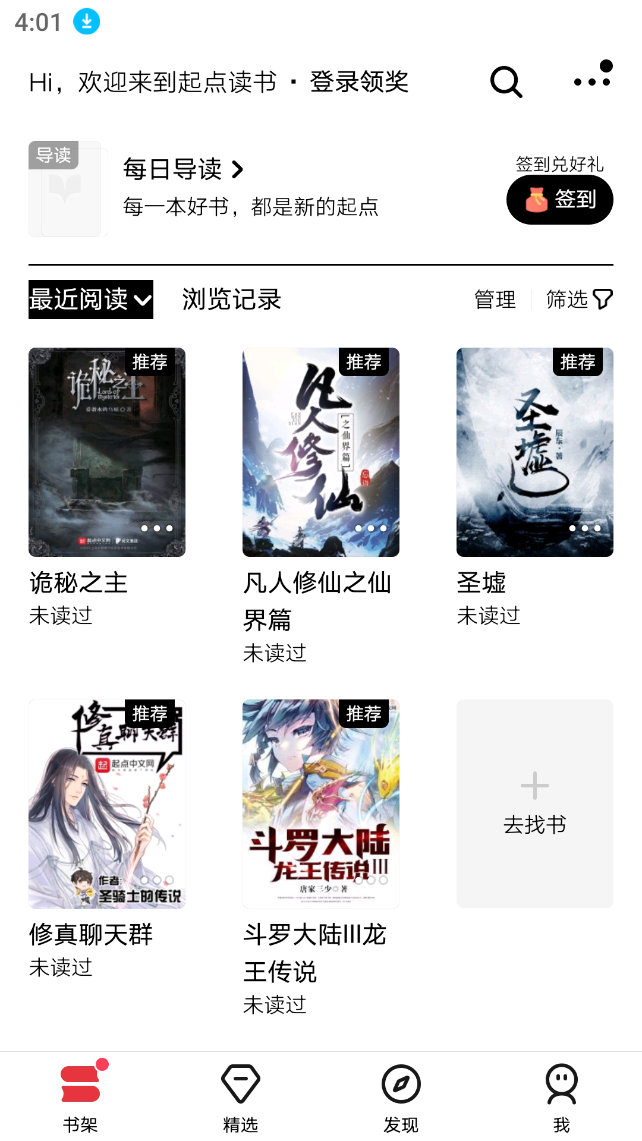 4:01
Hi，欢迎来到起点读书 · 登录领奖
导读
每日导读
每一本好书，都是新的起点
签到兑好礼
签到
最近阅读
浏览记录
管理
筛选
推荐
诡秘之主
推荐
凡人修仙
之仙界篇
推荐
圣墟
辰东·著
诡秘之主
未读过
凡人修仙之仙
界篇
未读过
圣墟
未读过
推荐
修真聊天群
起点中文网
作者:
圣骑士的传说
推荐
斗罗大陆
龙王传说III
唐家三少◎著
去找书
修真聊天群
未读过
斗罗大陆III龙
王传说
未读过
书架
精选
发现
我